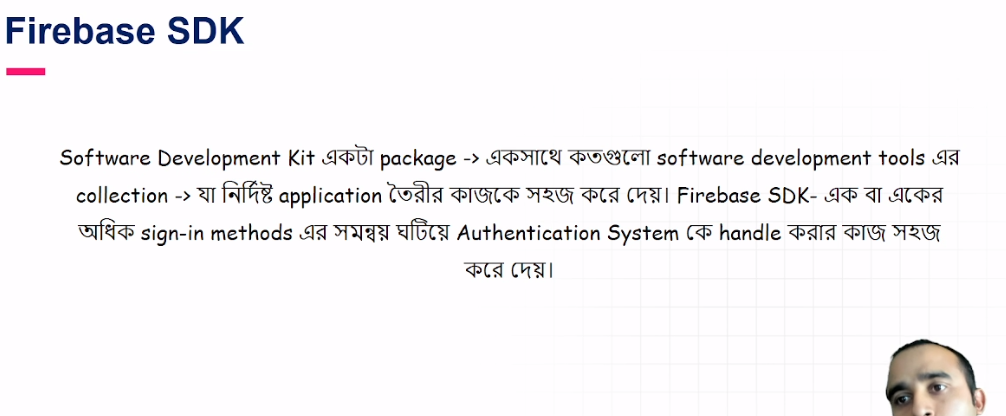 Firebase SDK
Software Development Kit একটা package -> একসাথে কতগুলো software development tools এর
collection -> যা নির্দিষ্ট application তৈরীর কাজকে সহজ করে দেয়। Firebase SDK- এক বা একের
অধিক sign-in methods এর সমন্বয় ঘটিয়ে Authentication System কে handle করার কাজ সহজ
করে দেয়।